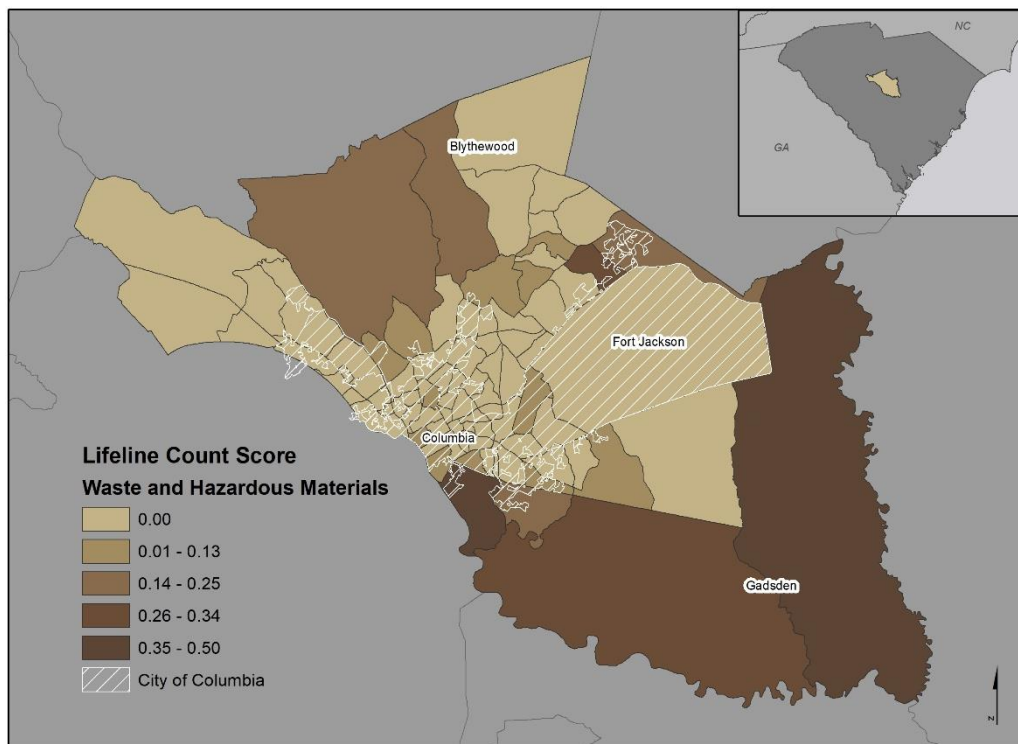 NC
GA
Blythewood
Fort Jackson
Columbia
Gadsden
Lifeline Count Score
Waste and Hazardous Materials
0.00
0.01 - 0.13
0.14 - 0.25
0.26 - 0.34
0.35 - 0.50
City of Columbia
N